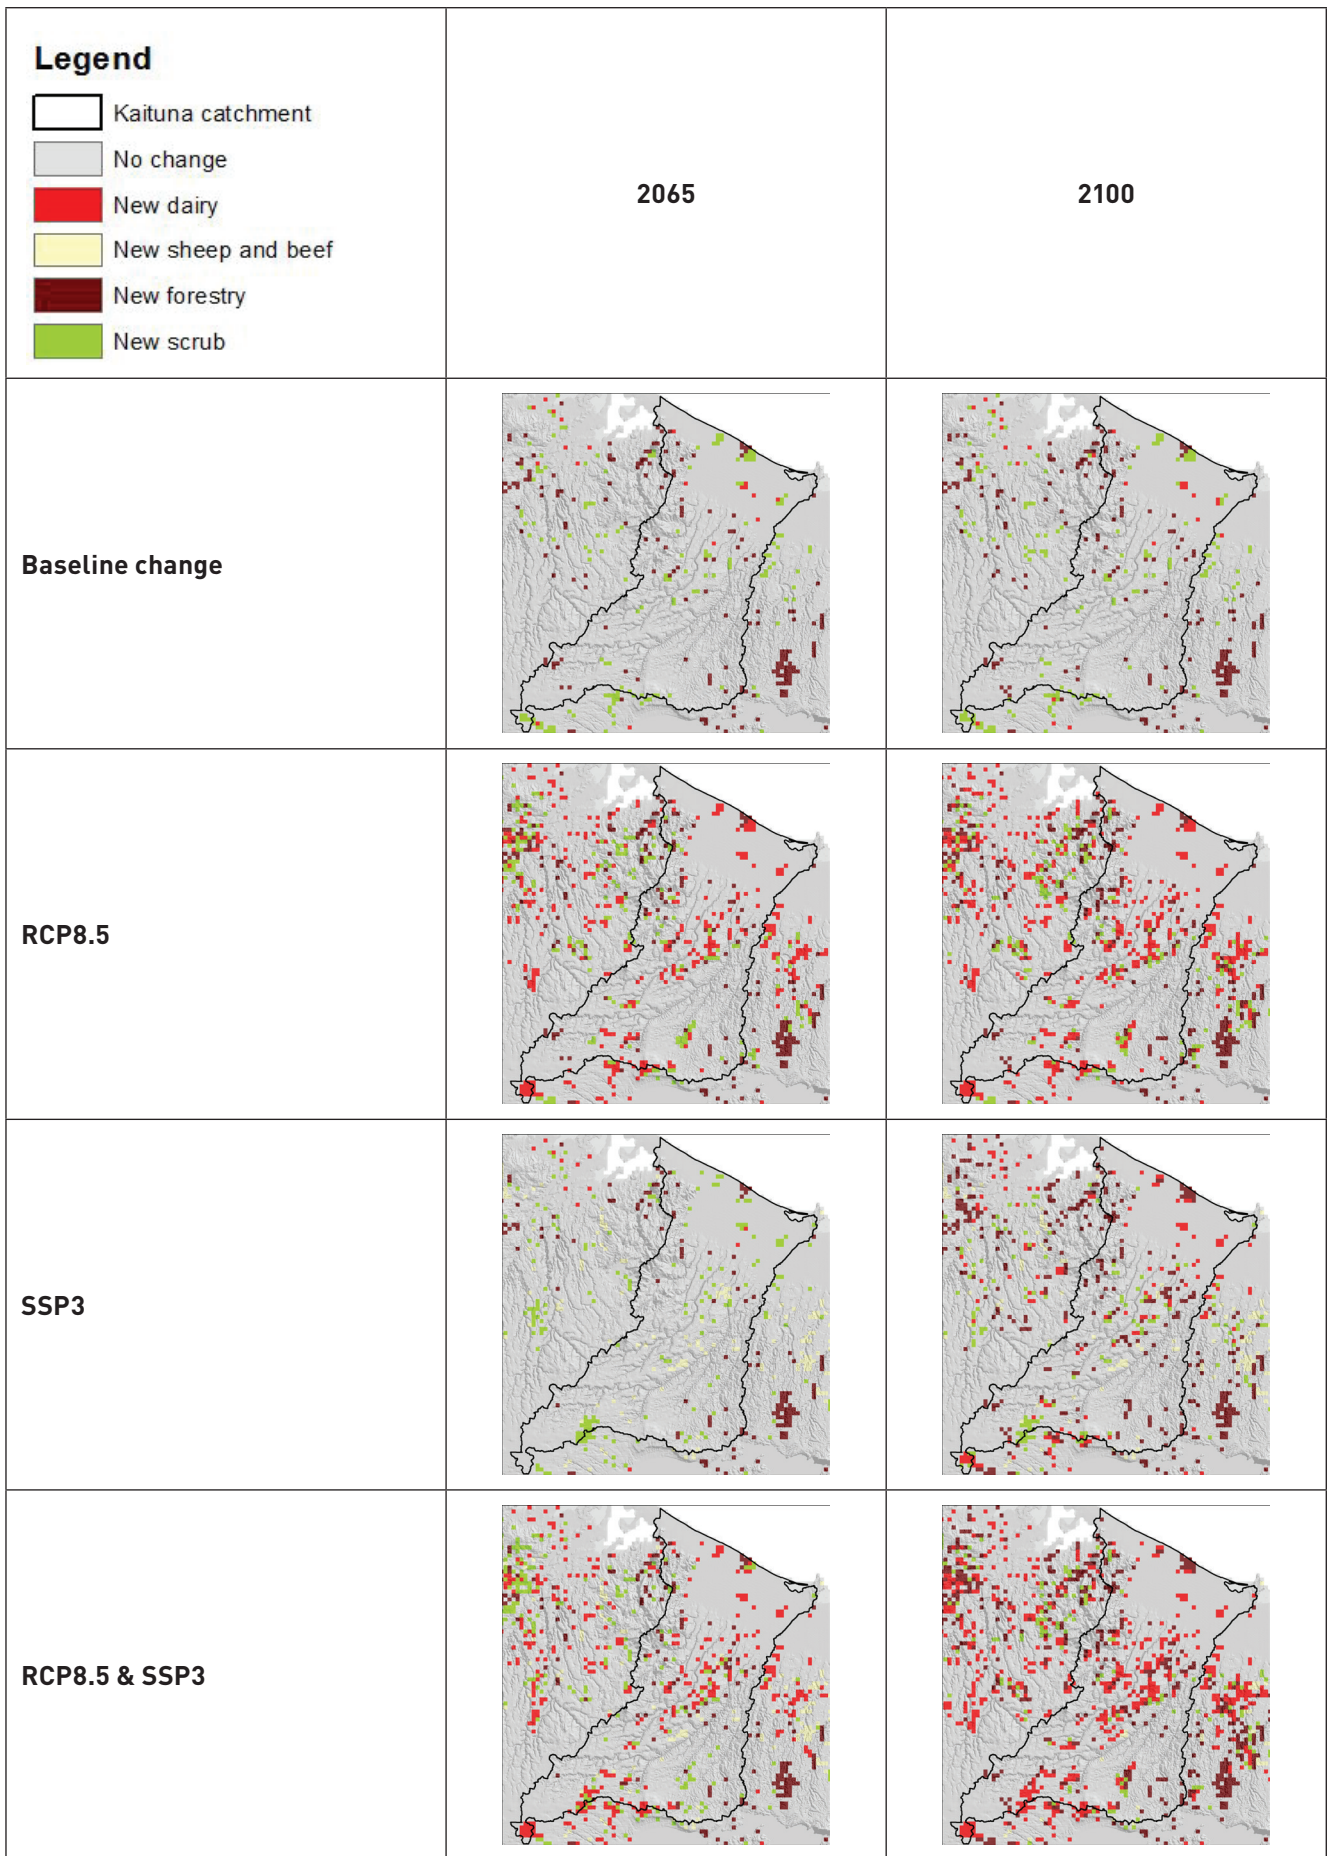 Legend
Kaituna catchment
No change
New dairy
New sheep and beef
New forestry
New scrub
2065
2100
Baseline change
RCP8.5
SSP3
RCP8.5 & SSP3